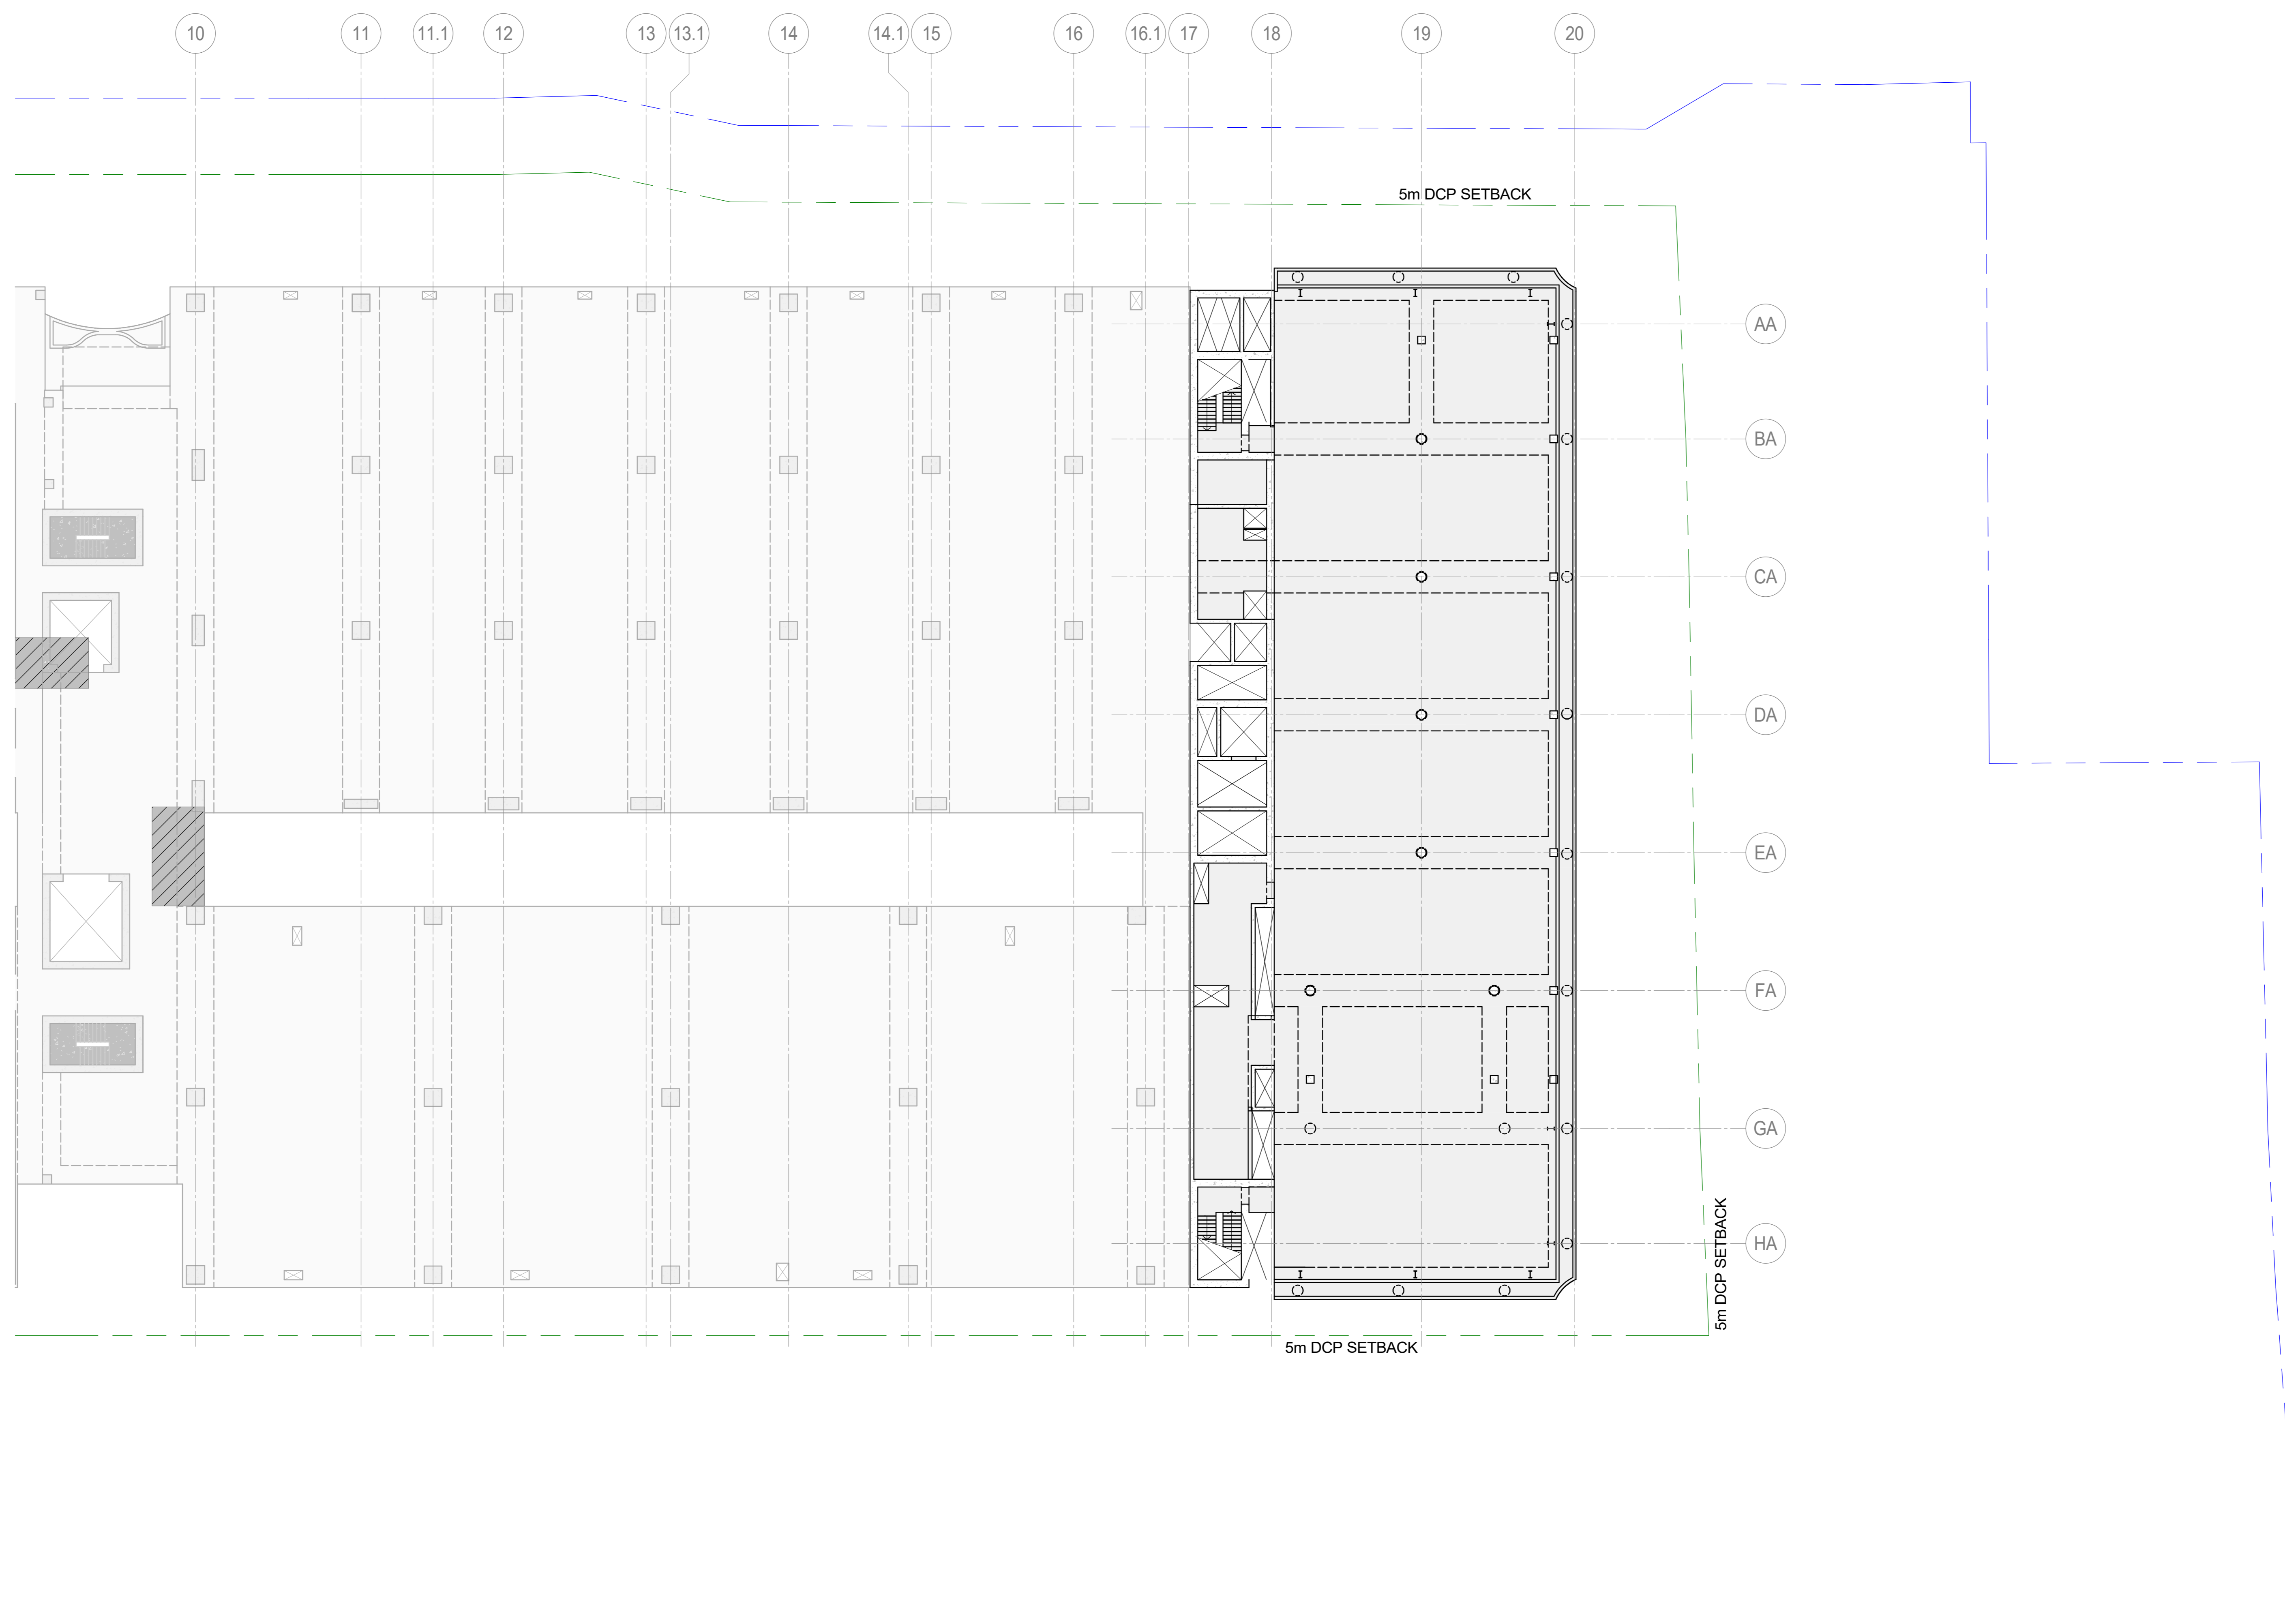 10 11 11.1 12 13 13.1 14 14.1 15 16 16.1 17 18 19 20
5m DCP SETBACK
AA
BA
CA
DA
EA
FA
GA
HA
5m DCP SETBACK
5m DCP SETBACK